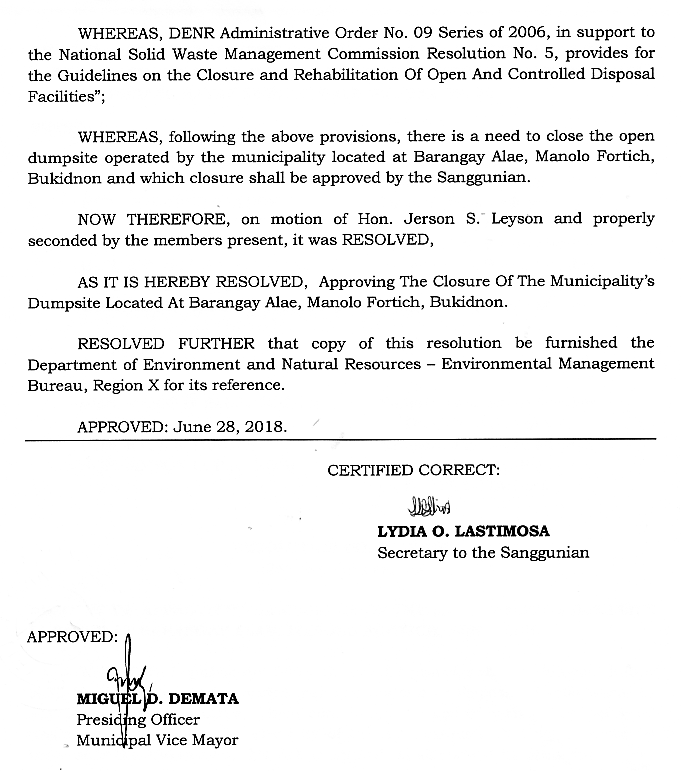 WHEREAS, DENR Administrative Order No. 09 Series of 2006, in support to
the National Solid Waste Management Commission Resolution No. 5, provides for
the Guidelines on the Closure and Rehabilitation Of Open And Controlled Disposal
Facilities”;
WHEREAS, following the above provisions, there is a need to close the open
dumpsite operated by the municipality located at Barangay Alae, Manolo Fortich,
Bukidnon and which closure shall be approved by the Sanggunian.
NOW THEREFORE, on motion of Hon. Jerson S. Leyson and properly
seconded by the members present, it was RESOLVED,
AS IT IS HEREBY RESOLVED, Approving The Closure Of The Municipality’s
Dumpsite Located At Barangay Alae, Manolo Fortich, Bukidnon.
RESOLVED FURTHER that copy of this resolution be furnished the
Department of Environment and Natural Resources – Environmental Management
Bureau, Region X for its reference.
APPROVED: June 28, 2018.
CERTIFIED CORRECT:
LYDIA O. LASTIMOSA
Secretary to the Sanggunian
APPROVED:
MIGUEL D. DEMATA
Presiding Officer
Municipal Vice Mayor